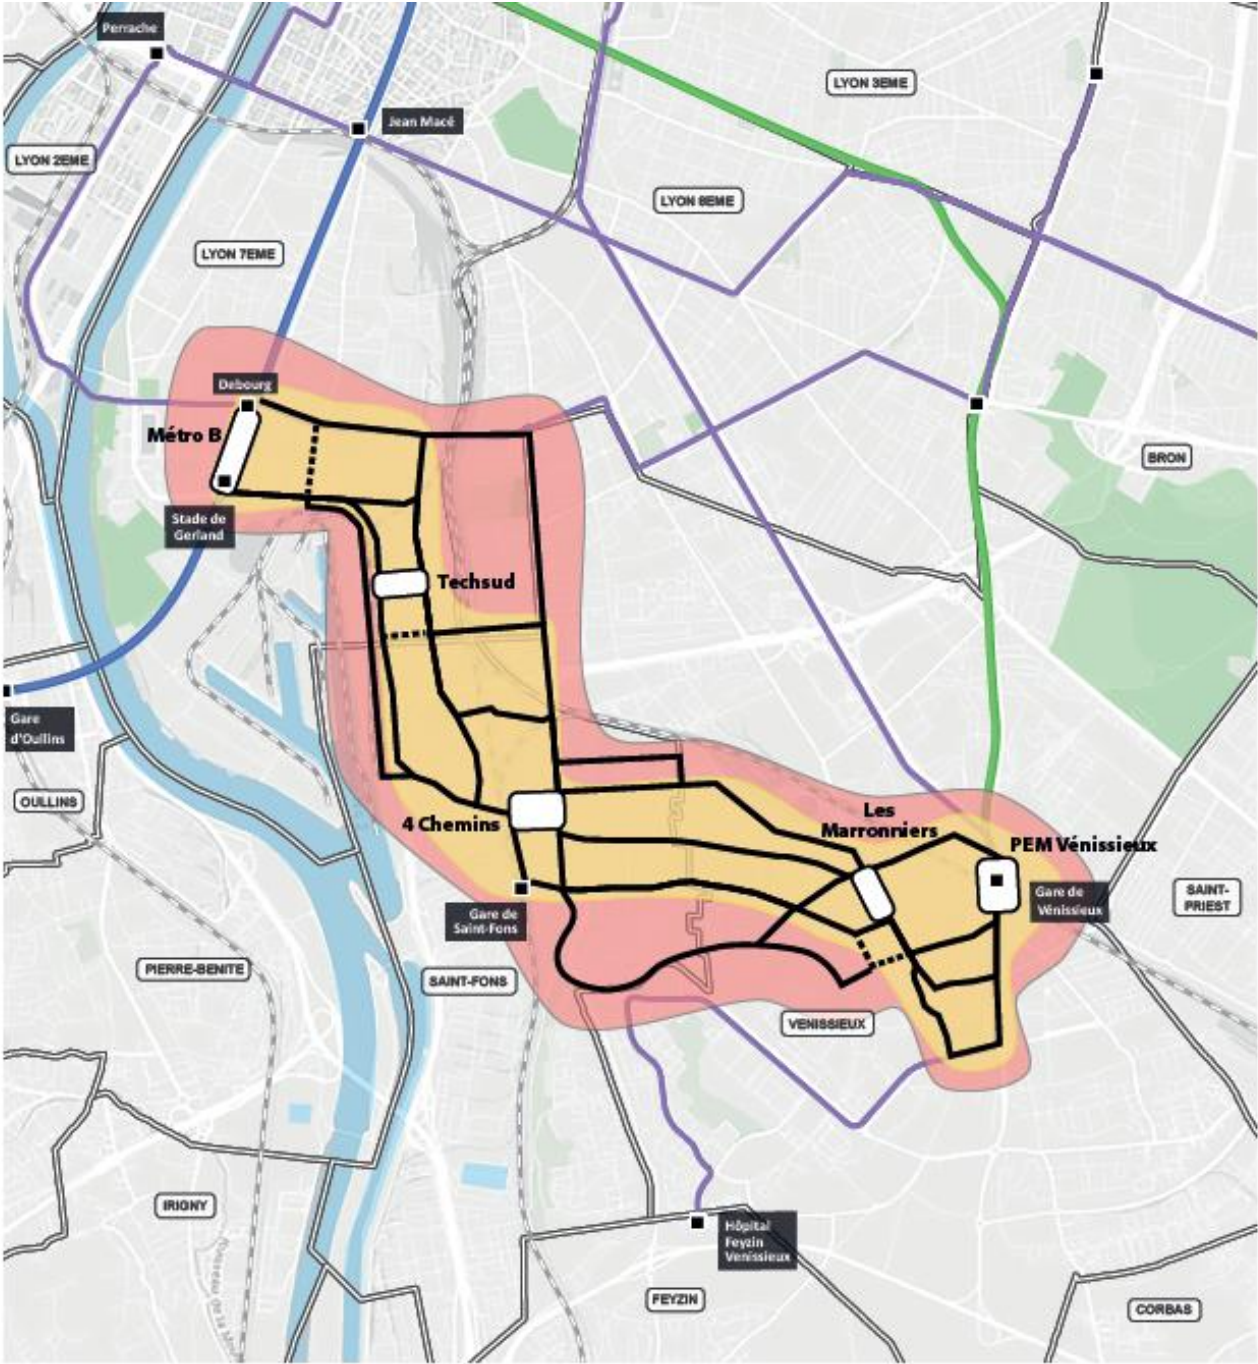 Perrache
LYON 3EME
Jean Macé
LYON 2EME
LYON 8EME
LYON 7EME
Debourg
Métro B
BRON
Stade de
Gerland
Techsud
Gare
d'Oullins
OULLINS
4 Chemins
Les
Marronniers
PEM Vénissieux
Gare de
Vénissieux
SAINT-
PRIEST
Gare de
Saint-Fons
PIERRE-BENITE
SAINT-FONS
VENISSIEUX
IRIGNY
Hôpital
Feyzin
Venissieux
FEYZIN
CORBAS